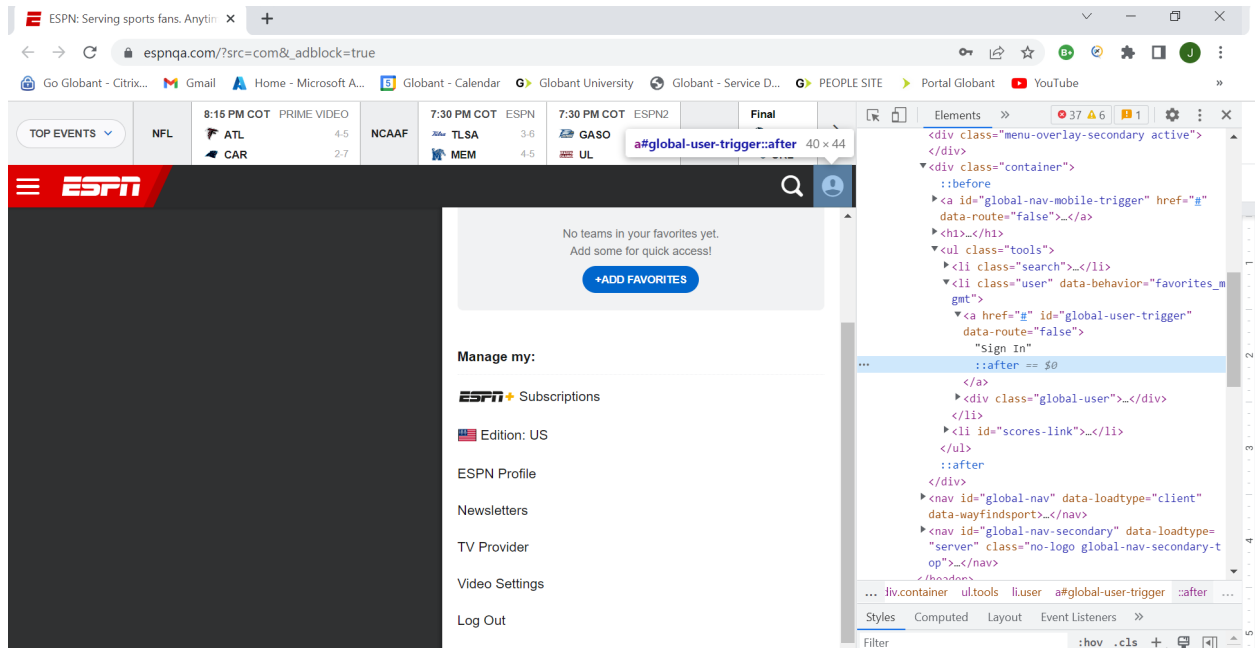 ESPN: Serving sports fans. Anytim
espnqa.com/?src=com&_adblock=true
B+
J
Go Globant - Citrix...
Gmail
Home - Microsoft A...
5
Globant - Calendar
G> Globant University
Globant - Service D...
G> PEOPLE SITE
Portal Globant
YouTube
»
TOP EVENTS
NFL
8:15 PM COT PRIME VIDEO
ATL 4-5
CAR 2-7
NCAAF
7:30 PM COT ESPN
TLSA 3-6
MEM 4-5
7:30 PM COT ESPN2
GASO
UL
Final
a#global-user-trigger::after 40 × 44
ESPN
No teams in your favorites yet.
Add some for quick access!
+ADD FAVORITES
Manage my:
ESPN+ Subscriptions
Edition: US
ESPN Profile
Newsletters
TV Provider
Video Settings
Log Out
Elements » 37 6 1
<div class="menu-overlay-secondary active">
</div>
<div class="container">
::before
<a id="global-nav-mobile-trigger" href="#"
data-route="false">…</a>
<h1>…</h1>
<ul class="tools">
<li class="search">…</li>
<li class="user" data-behavior="favorites_m
gmt">
<a href="#" id="global-user-trigger"
data-route="false">
"Sign In"
::after == $0
</a>
<div class="global-user">…</div>
</li>
<li id="scores-link">…</li>
</ul>
::after
</div>
<nav id="global-nav" data-loadtype="client"
data-wayfindsport>…</nav>
<nav id="global-nav-secondary" data-loadtype=
"server" class="no-logo global-nav-secondary-t
op">…</nav>
</header>
... div.container ul.tools li.user a#global-user-trigger ::after ...
Styles Computed Layout Event Listeners »
Filter :hov .cls +
1
2
3
4
5